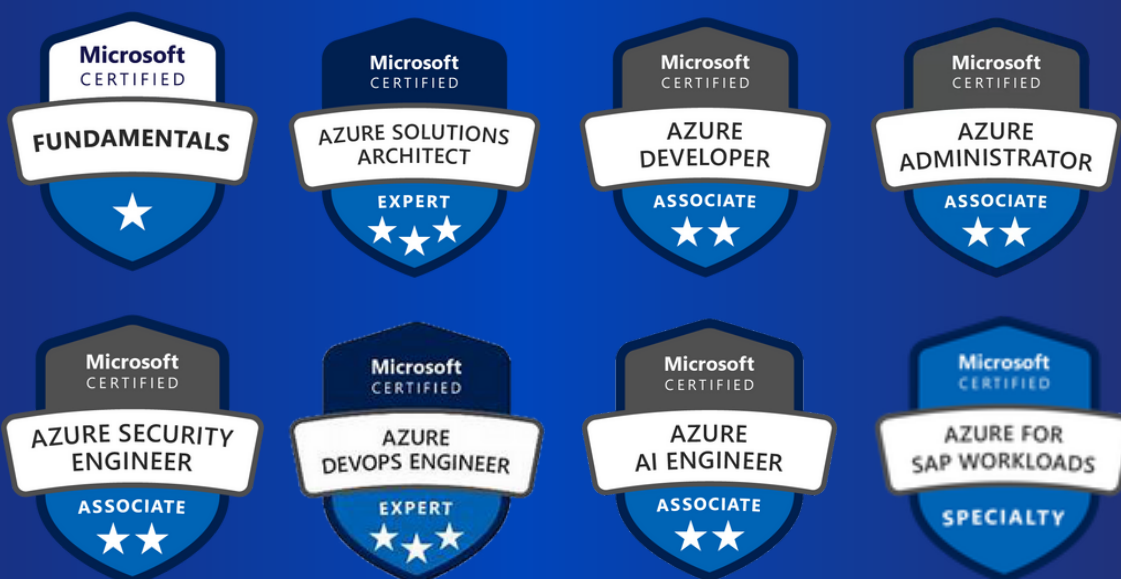 Microsoft
CERTIFIED
FUNDAMENTALS
Microsoft
CERTIFIED
AZURE SOLUTIONS
ARCHITECT
EXPERT
Microsoft
CERTIFIED
AZURE
DEVELOPER
ASSOCIATE
Microsoft
CERTIFIED
AZURE
ADMINISTRATOR
ASSOCIATE
Microsoft
CERTIFIED
AZURE SECURITY
ENGINEER
ASSOCIATE
Microsoft
CERTIFIED
AZURE
DEVOPS ENGINEER
EXPERT
Microsoft
CERTIFIED
AZURE
AI ENGINEER
ASSOCIATE
Microsoft
CERTIFIED
AZURE FOR
SAP WORKLOADS
SPECIALTY